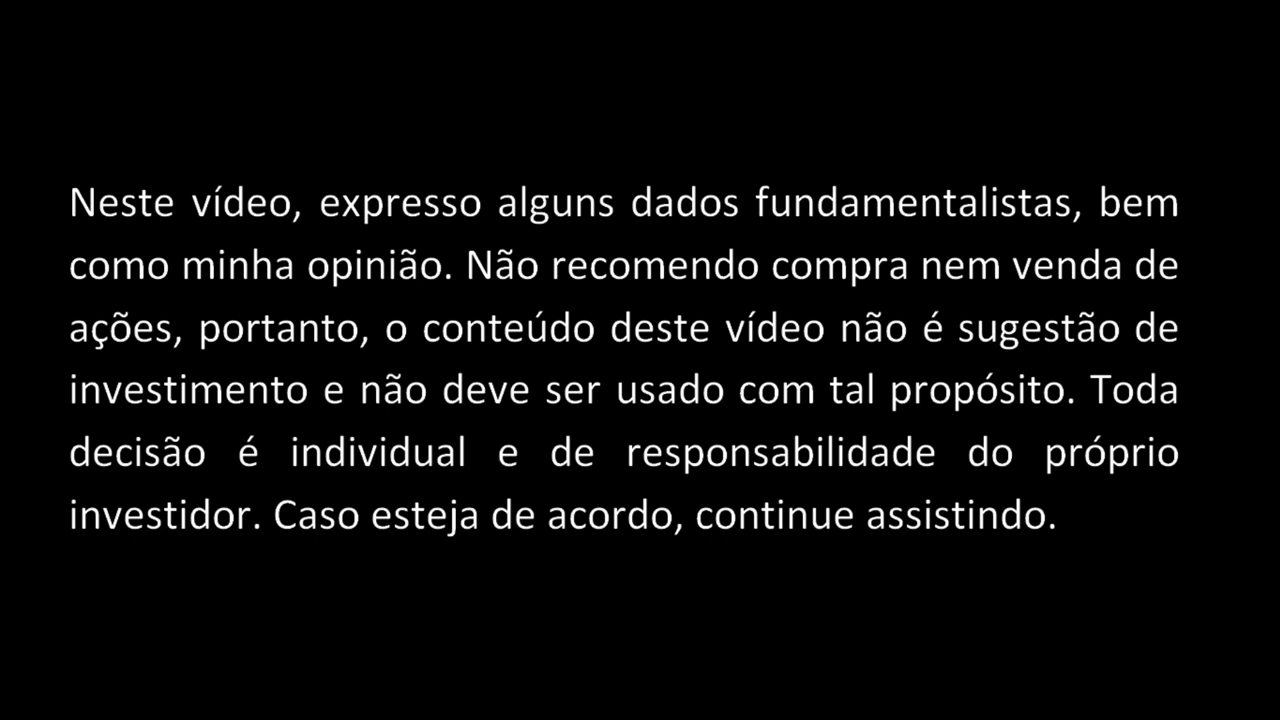 Neste vídeo, expresso alguns dados fundamentalistas, bem
como minha opinião. Não recomendo compra nem venda de
ações, portanto, o conteúdo deste vídeo não é sugestão de
investimento e não deve ser usado com tal propósito. Toda
decisão é individual e de responsabilidade do próprio
investidor. Caso esteja de acordo, continue assistindo.